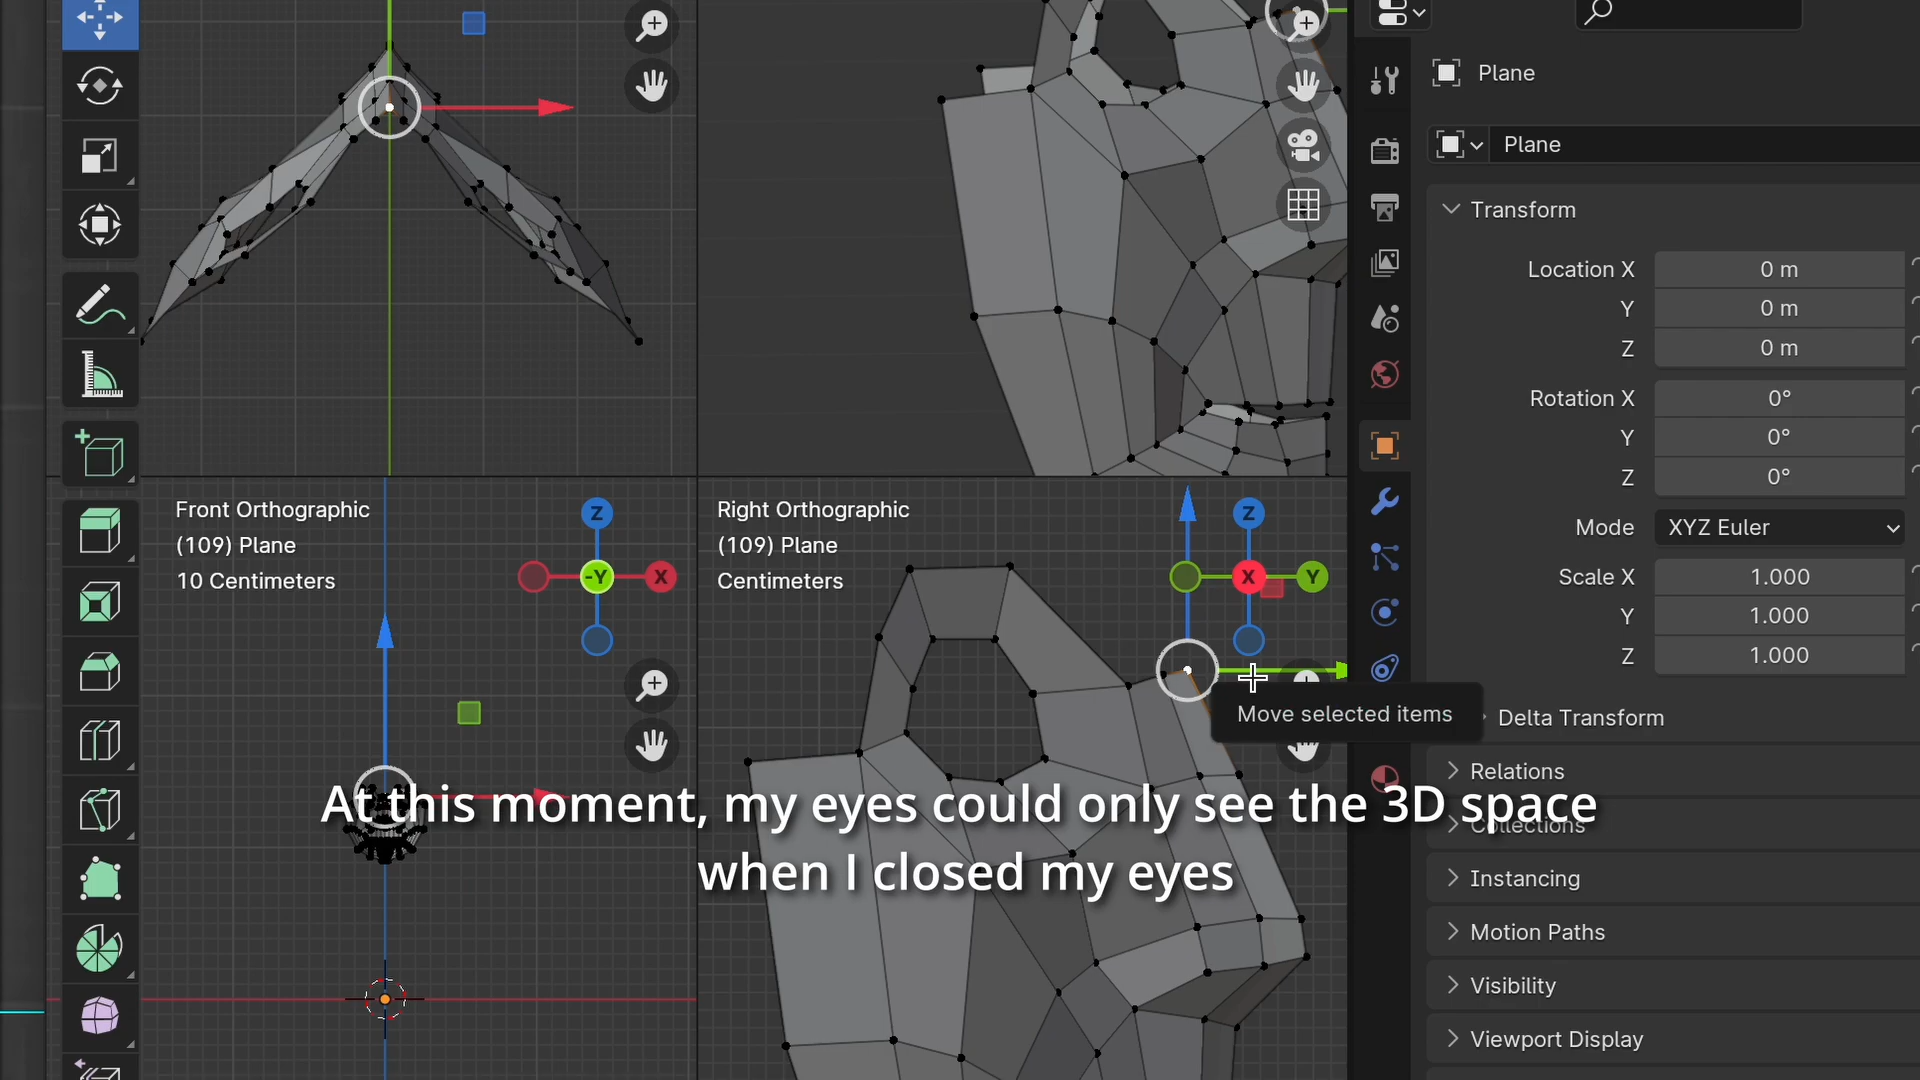 Plane
Plane
Transform
Location X 0 m
Y 0 m
Z 0 m
Rotation X 0°
Y 0°
Z 0°
Mode XYZ Euler
Scale X 1.000
Y 1.000
Z 1.000
Delta Transform
Relations
Collections
Instancing
Motion Paths
Visibility
Viewport Display
Front Orthographic
(109) Plane
10 Centimeters
Z
-Y X
Right Orthographic
(109) Plane
Centimeters
Z
X Y
Move selected items
At this moment, my eyes could only see the 3D space
when I closed my eyes